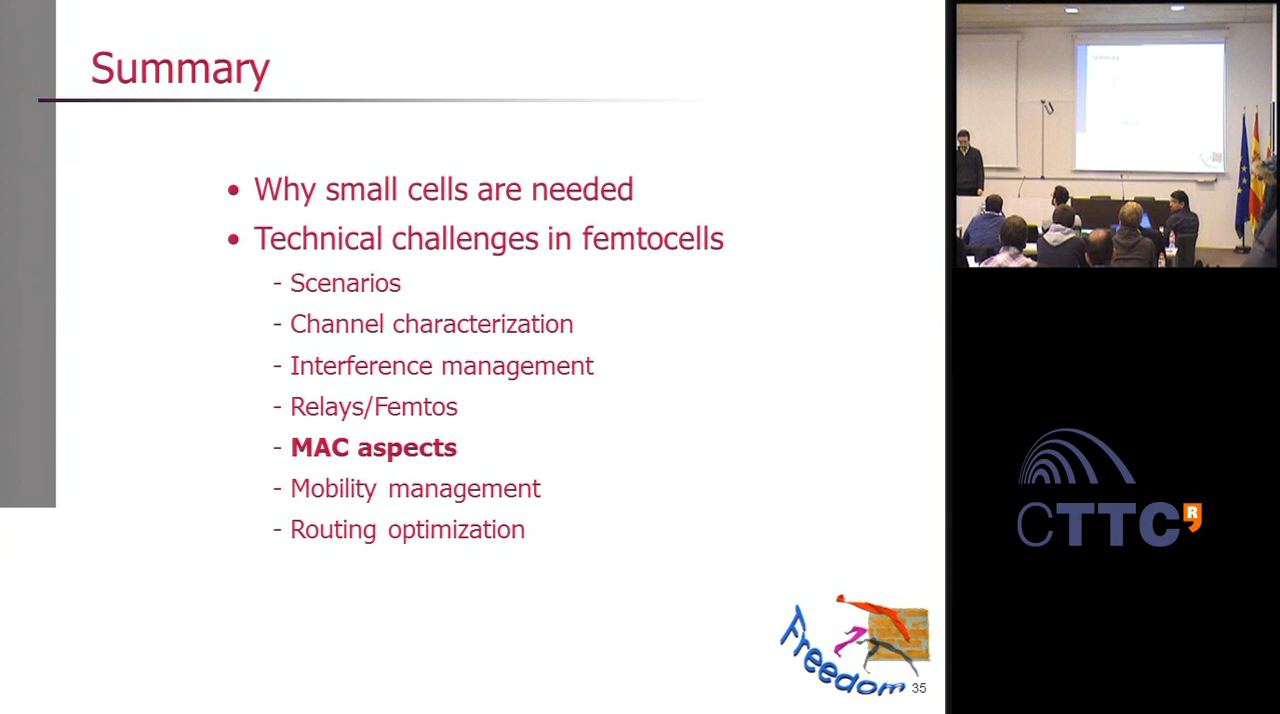 Summary
• Why small cells are needed
• Technical challenges in femtocells
- Scenarios
- Channel characterization
- Interference management
- Relays/Femtos
- MAC aspects
- Mobility management
- Routing optimization
Freedom
35
Summary
CTTC R